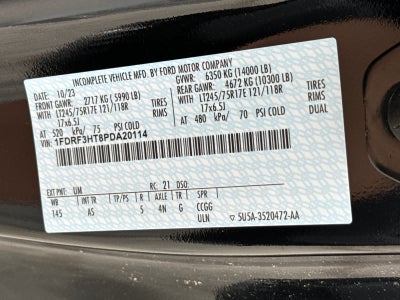 INCOMPLETE VEHICLE MFD. BY FORD MOTOR COMPANY
DATE: 10/23 GVWR: 6350 KG (14000 LB)
FRONT GAWR: 2717 KG (5990 LB) REAR GAWR: 4672 KG (10300 LB)
WITH LT245/75R17E 121/118R TIRES WITH LT245/75R17E 121/118R TIRES
17x6.5J RIMS 17x6.5J RIMS
AT 520 kPa/ 75 PSI COLD AT 480 kPa/ 70 PSI COLD DUAL
VIN: 1FDRF3HT8PDA20114
EXT PNT: UM RC: 21 DSO:
WB INT TR TP/PS R AXLE TR SPR
145 AS 5 4N G CCGG
ULN 5U5A-3520472-AA